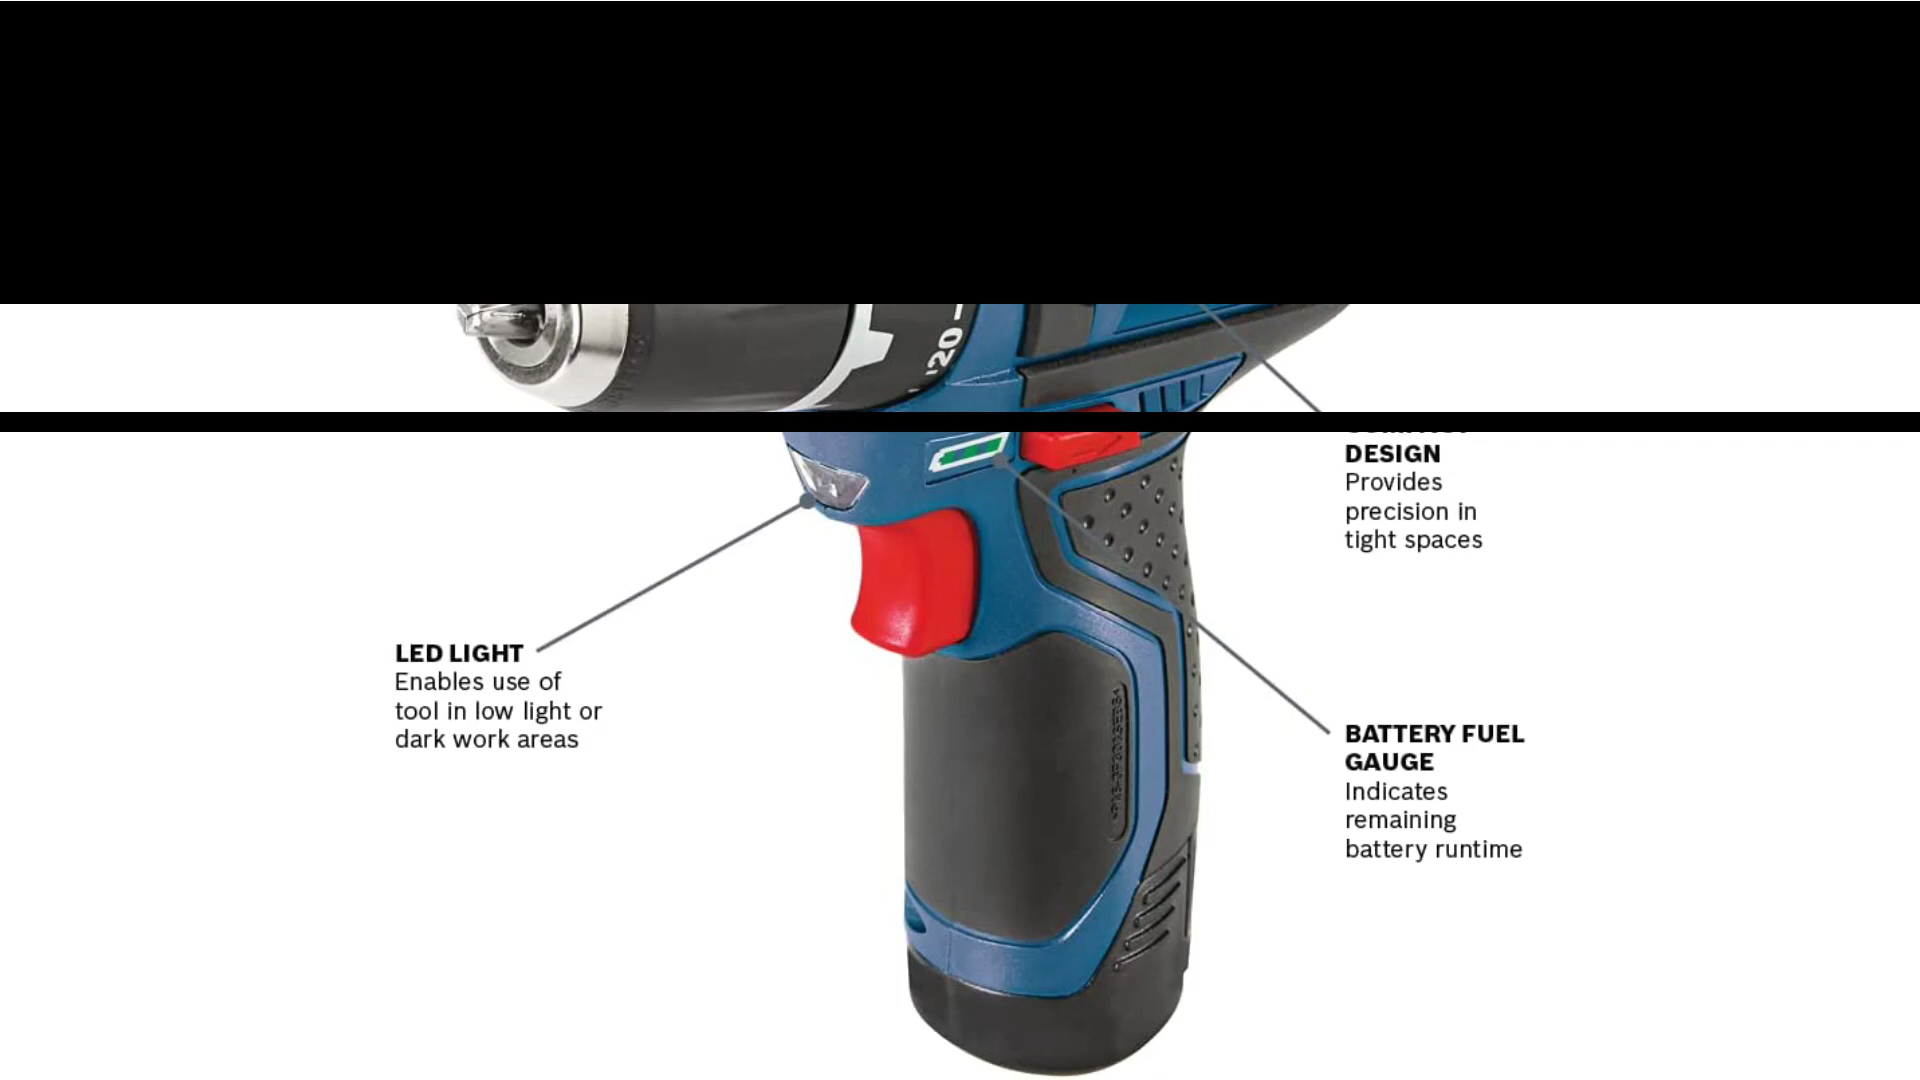 20
DESIGN
Provides
precision in
tight spaces
LED LIGHT
Enables use of
tool in low light or
dark work areas
BATTERY FUEL
GAUGE
Indicates
remaining
battery runtime